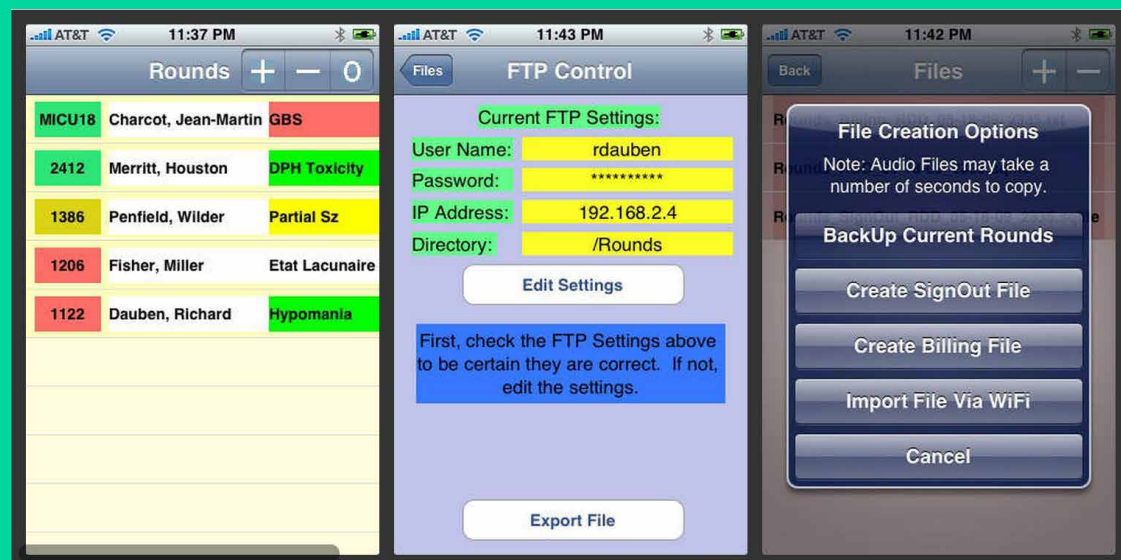 AT&T 11:37 PM
Rounds + – 0
MICU18 Charcot, Jean-Martin GBS
2412 Merritt, Houston DPH Toxicity
1386 Penfield, Wilder Partial Sz
1206 Fisher, Miller Etat Lacunaire
1122 Dauben, Richard Hypomania
AT&T 11:43 PM
Files FTP Control
Current FTP Settings:
User Name: rdauben
Password: **********
IP Address: 192.168.2.4
Directory: /Rounds
Edit Settings
First, check the FTP Settings above
to be certain they are correct. If not,
edit the settings.
Export File
AT&T 11:42 PM
Back Files + –
File Creation Options
Note: Audio Files may take a
number of seconds to copy.
BackUp Current Rounds
Create SignOut File
Create Billing File
Import File Via WiFi
Cancel